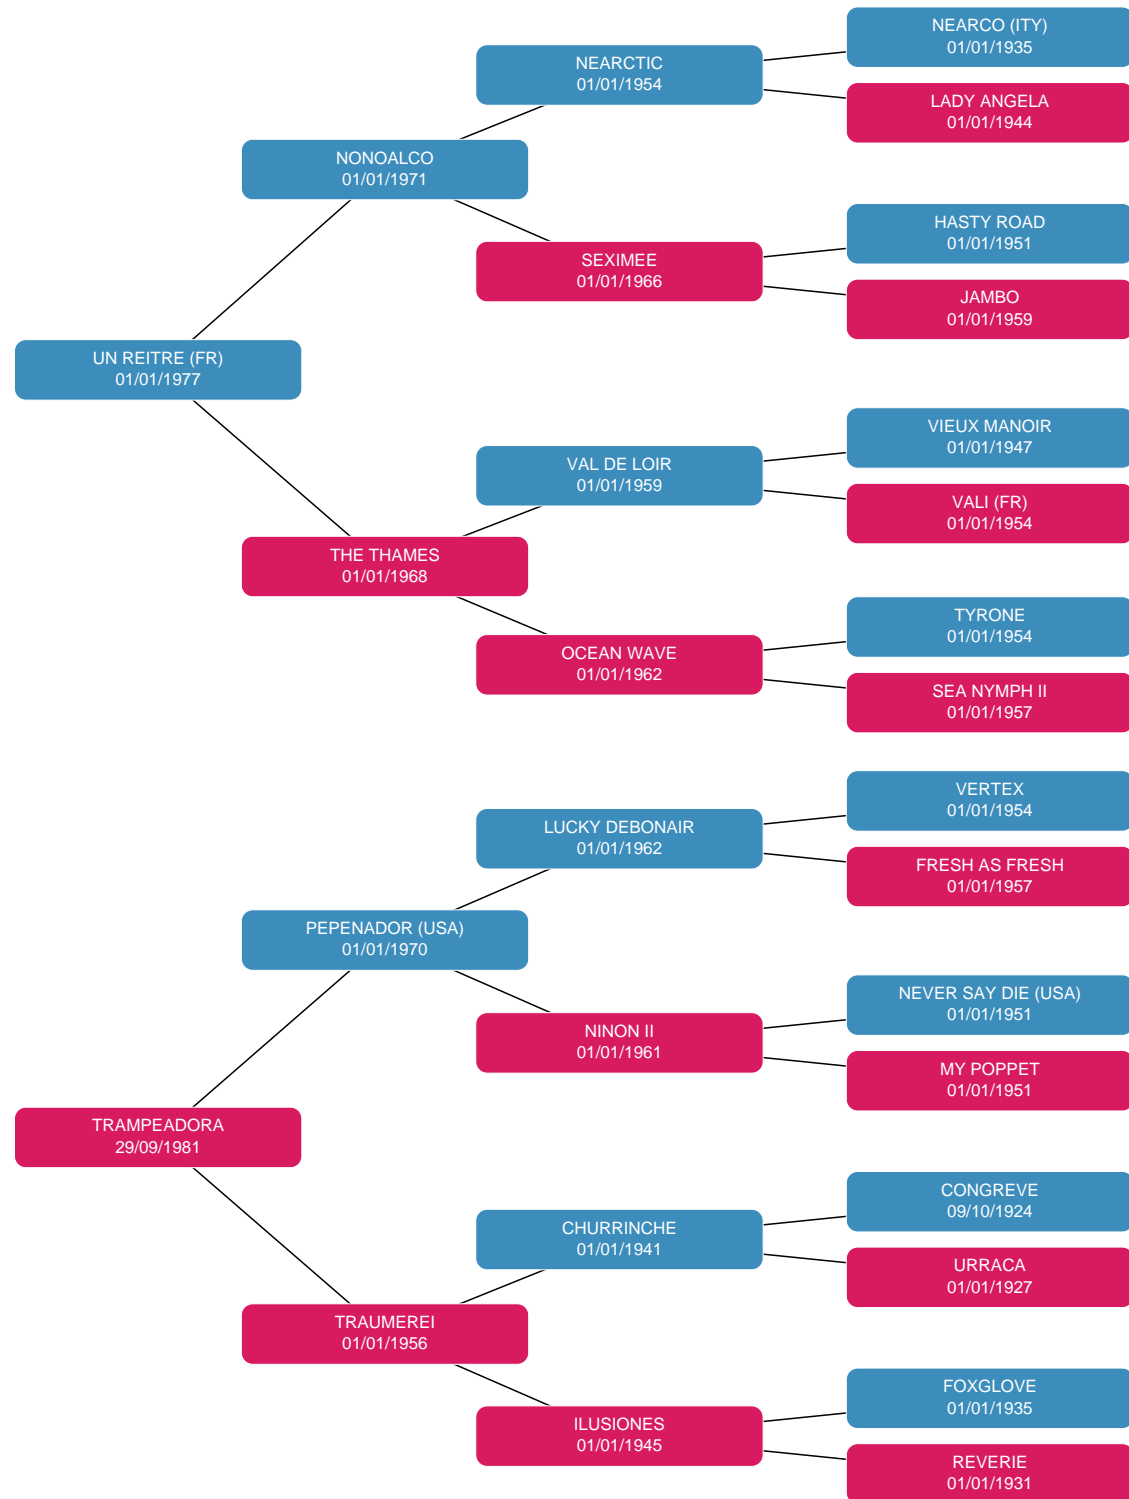 NEARCO (ITY)
01/01/1935
NEARCTIC
01/01/1954
LADY ANGELA
01/01/1944
NONOALCO
01/01/1971
HASTY ROAD
01/01/1951
SEXIMEE
01/01/1966
JAMBO
01/01/1959
UN REITRE (FR)
01/01/1977
VIEUX MANOIR
01/01/1947
VAL DE LOIR
01/01/1959
VALI (FR)
01/01/1954
THE THAMES
01/01/1968
TYRONE
01/01/1954
OCEAN WAVE
01/01/1962
SEA NYMPH II
01/01/1957
VERTEX
01/01/1954
LUCKY DEBONAIR
01/01/1962
FRESH AS FRESH
01/01/1957
PEPENADOR (USA)
01/01/1970
NEVER SAY DIE (USA)
01/01/1951
NINON II
01/01/1961
MY POPPET
01/01/1951
TRAMPEADORA
29/09/1981
CONGREVE
09/10/1924
CHURRINCHE
01/01/1941
URRACA
01/01/1927
TRAUMEREI
01/01/1956
FOXGLOVE
01/01/1935
ILUSIONES
01/01/1945
REVERIE
01/01/1931